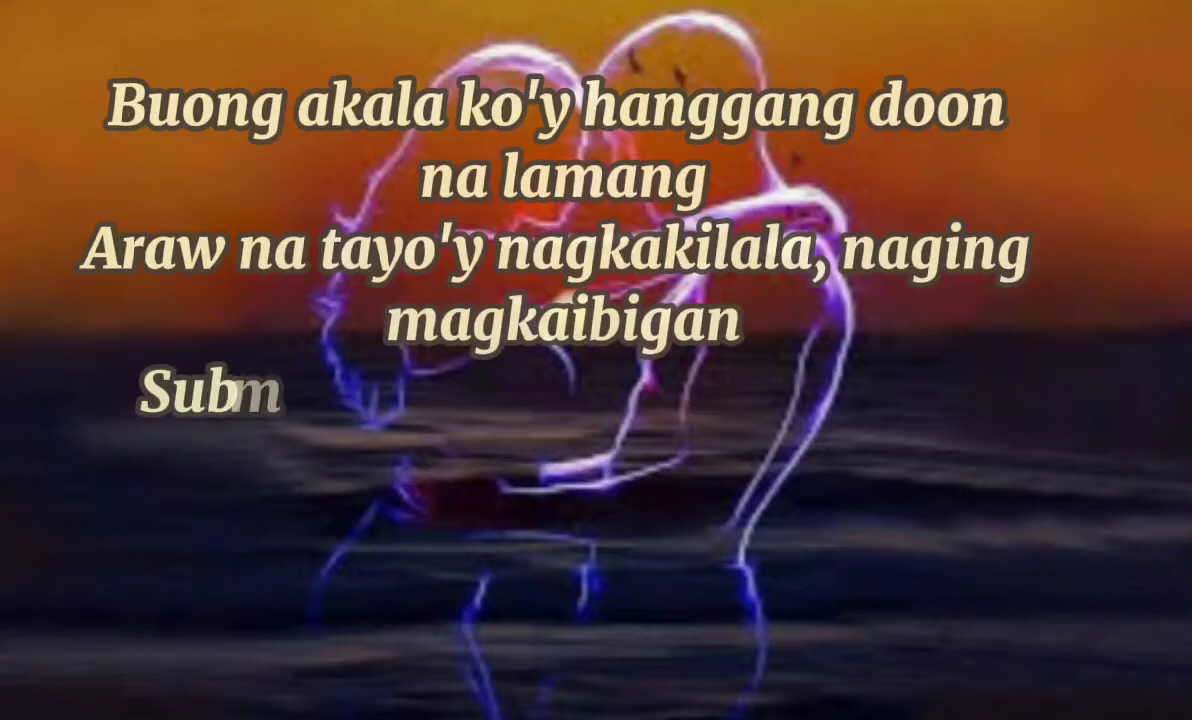 Buong akala ko'y hanggang doon
na lamang
Araw na tayo'y nagkakilala, naging
magkaibigan
Subm